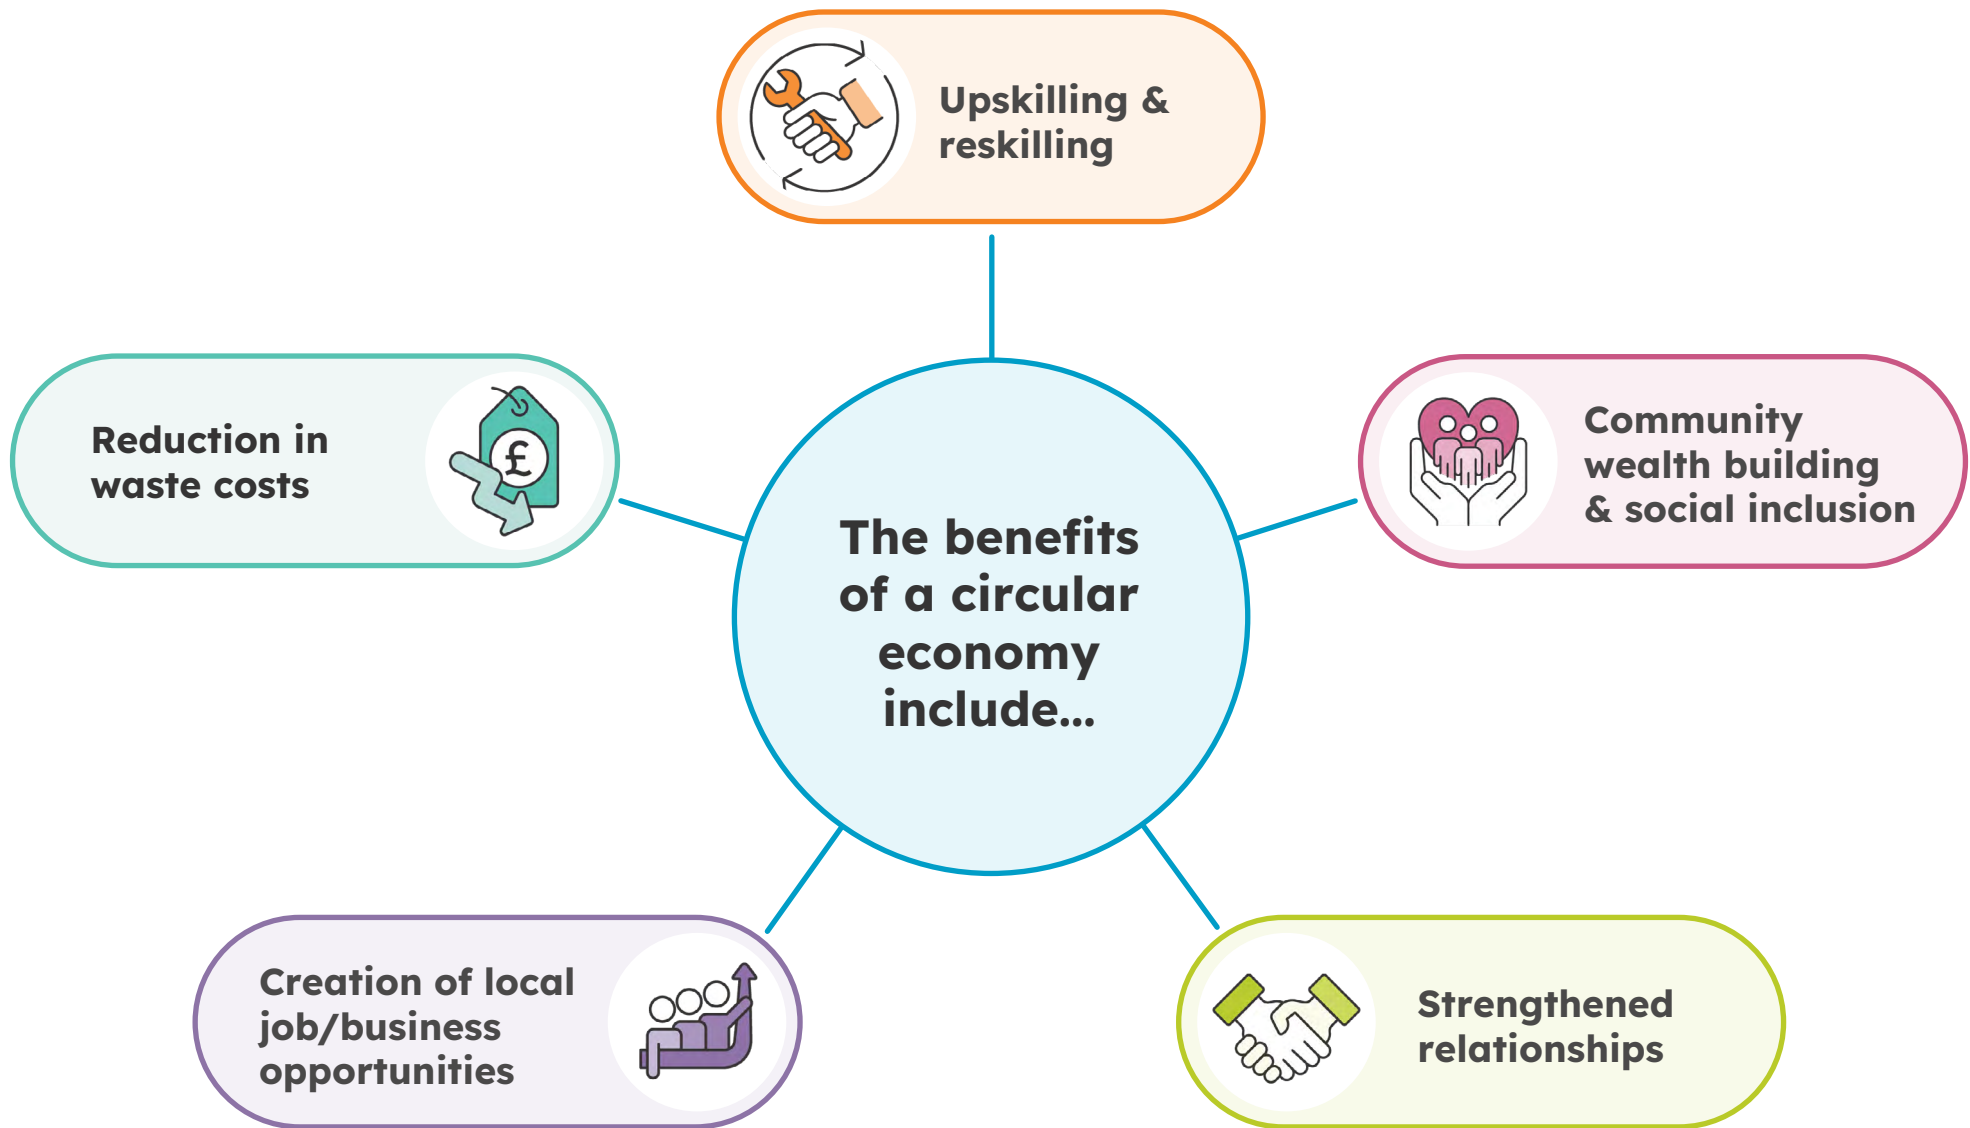 Upskilling &
reskilling
Reduction in
waste costs
£
Community
wealth building
& social inclusion
The benefits
of a circular
economy
include...
Creation of local
job/business
opportunities
Strengthened
relationships